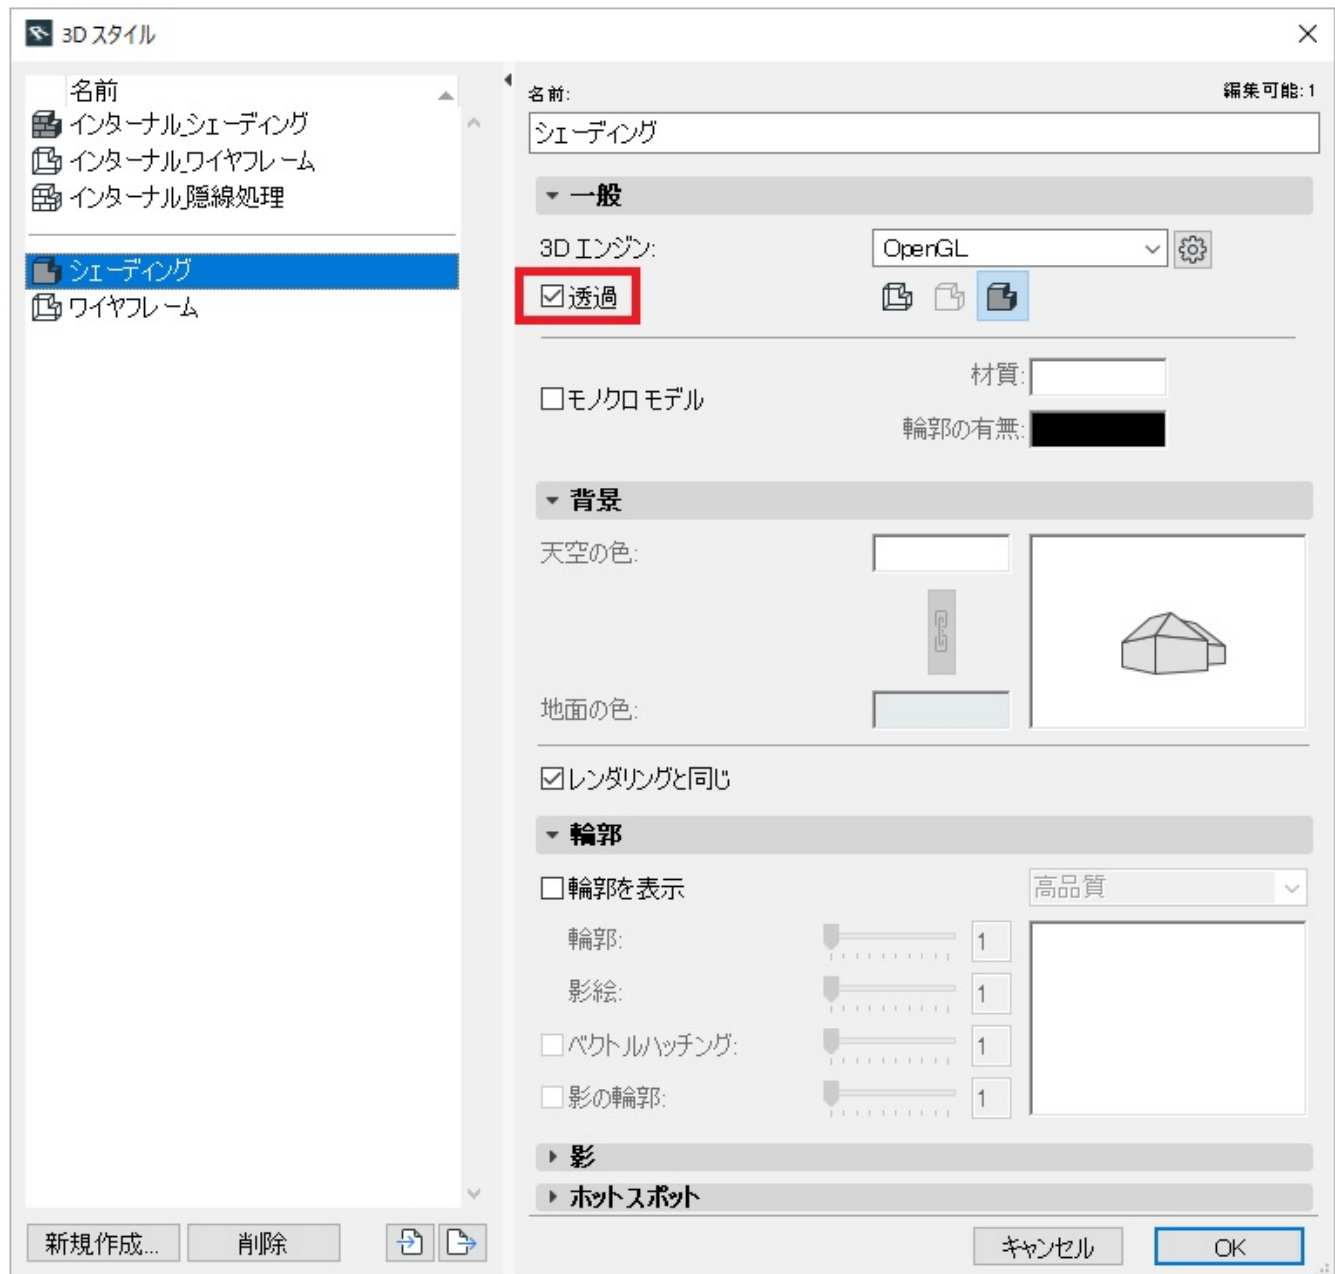 3D スタイル
名前
インターナル_シェーディング
インターナル_ワイヤフレーム
インターナル_隠線処理
シェーディング
ワイヤフレーム
新規作成...
削除
名前:
編集可能: 1
シェーディング
一般
3D エンジン:
OpenGL
透過
モノクロ モデル
材質:
輪郭の有無:
背景
天空の色:
地面の色:
レンダリングと同じ
輪郭
輪郭を表示
高品質
輪郭:
1
影絵:
1
ベクトルハッチング:
1
影の輪郭:
1
影
ホットスポット
キャンセル
OK